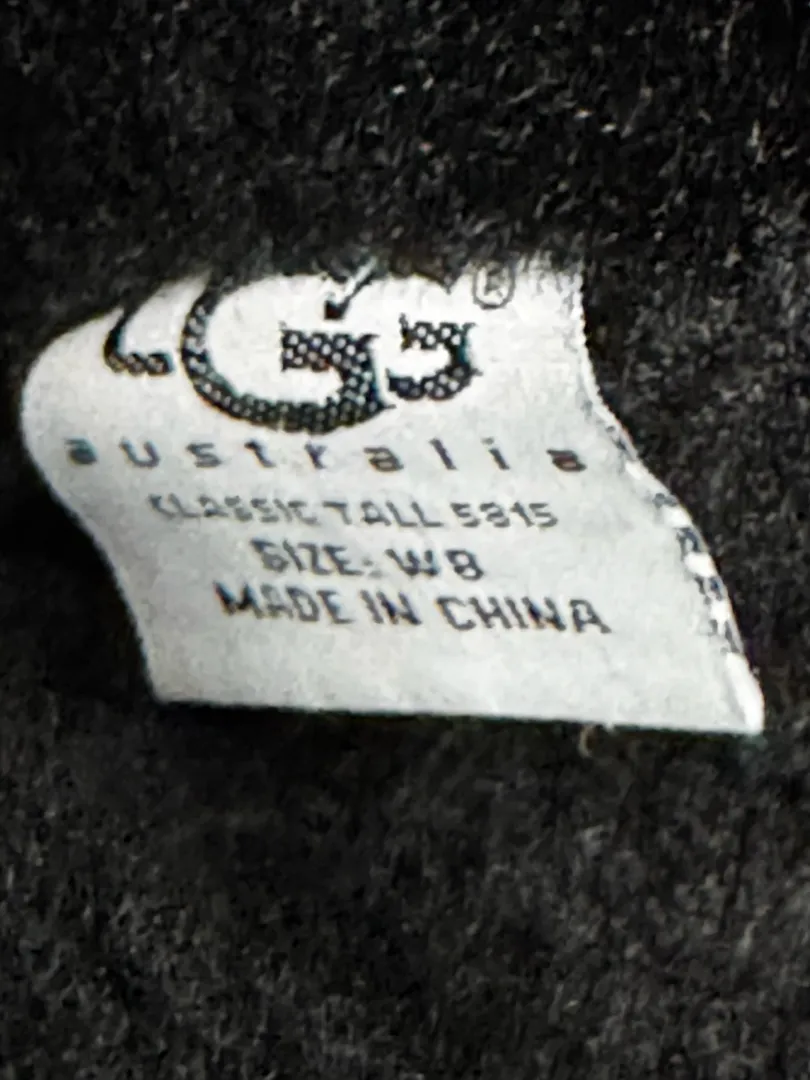 UGG®
australia
CLASSIC TALL 5815
SIZE: W8
MADE IN CHINA